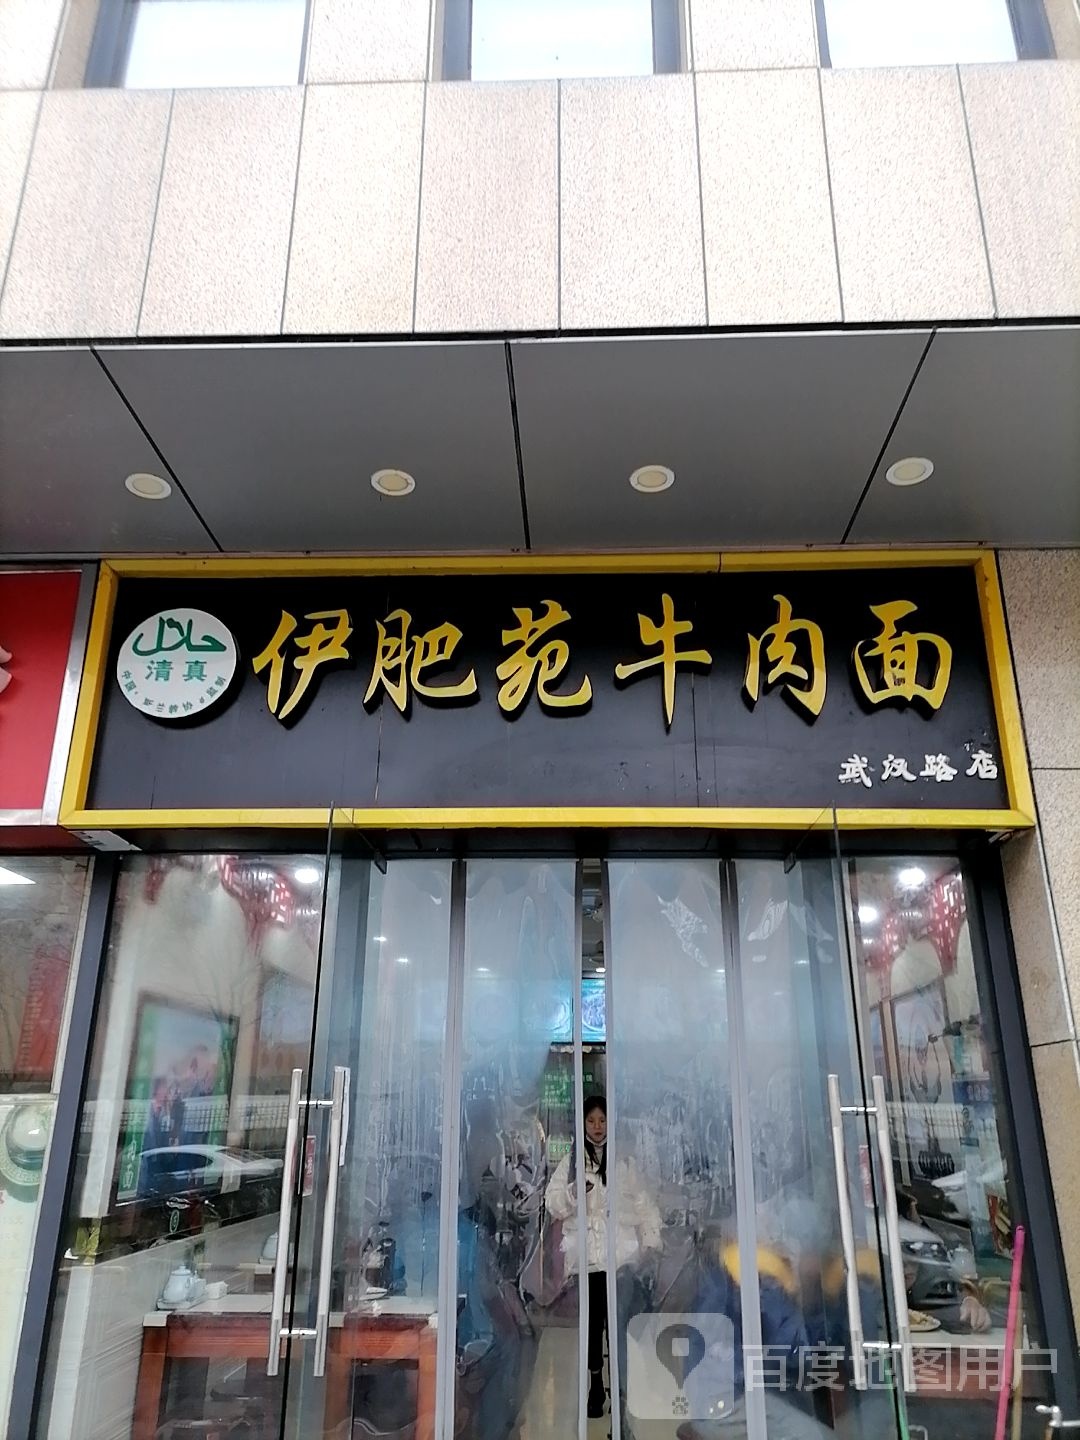 حلال
清真
伊肥苑牛肉面
武汉路店
百度地图用户